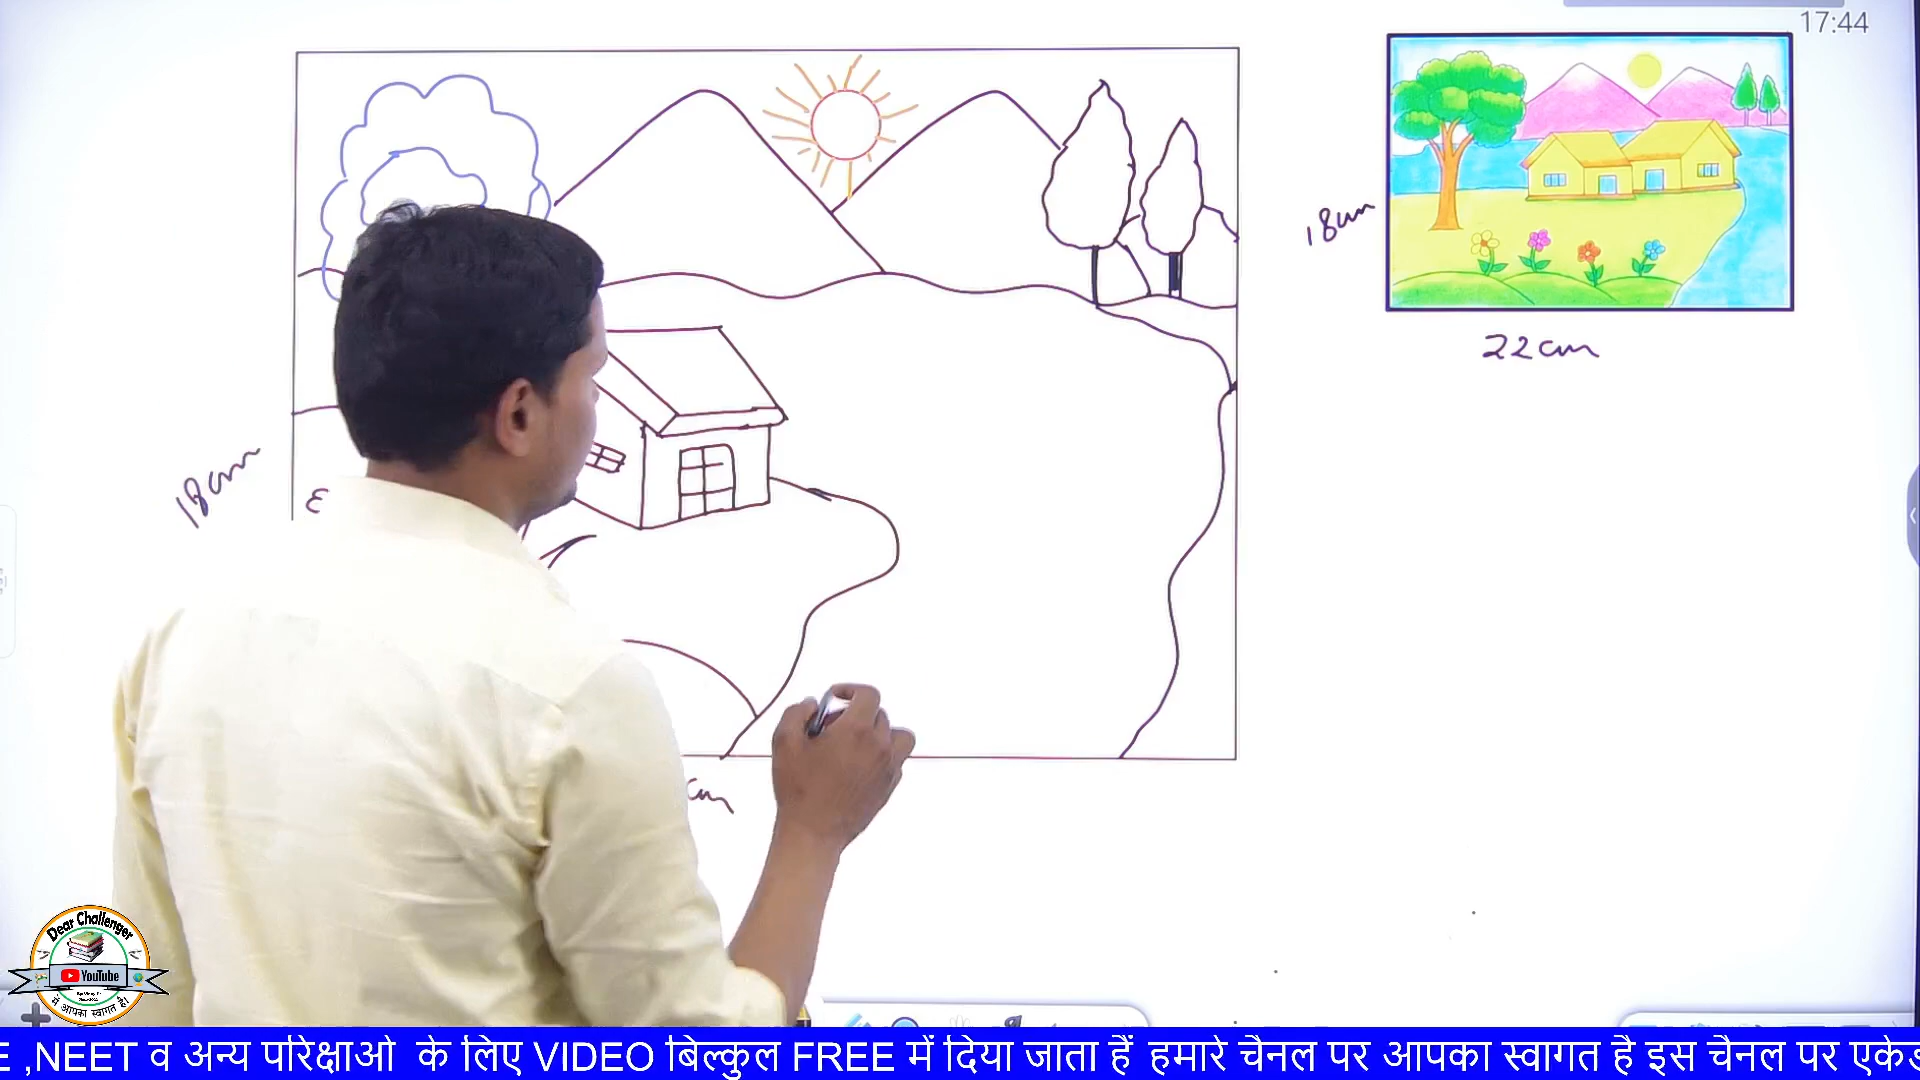 17:44
18cm
22cm
18cm
cm
Dear Challenger
YouTube
में आपका स्वागत है।
E ,NEET व अन्य परिक्षाओ के लिए VIDEO बिल्कुल FREE में दिया जाता हैं हमारे चैनल पर आपका स्वागत है इस चैनल पर एके